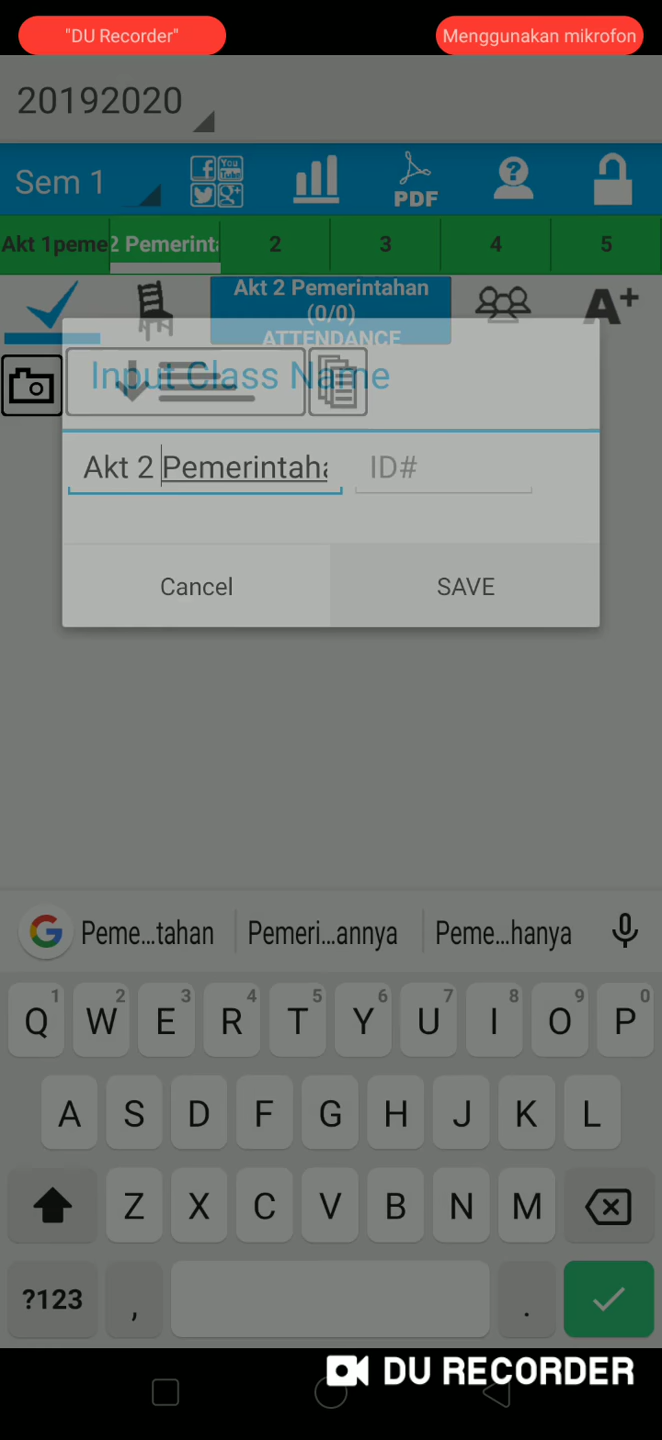 "DU Recorder" Menggunakan mikrofon
20192020
Sem 1 PDF
Akt 1peme 2 Pemerint 2 3 4 5
Akt 2 Pemerintahan
(0/0)
ATTENDANCE
A+
Input Class Name
Akt 2 Pemerintaha ID#
Cancel SAVE
Peme...tahan Pemeri...annya Peme...hanya
1 2 3 4 5 6 7 8 9 0
Q W E R T Y U I O P
A S D F G H J K L
Z X C V B N M
?123 , .
DU RECORDER